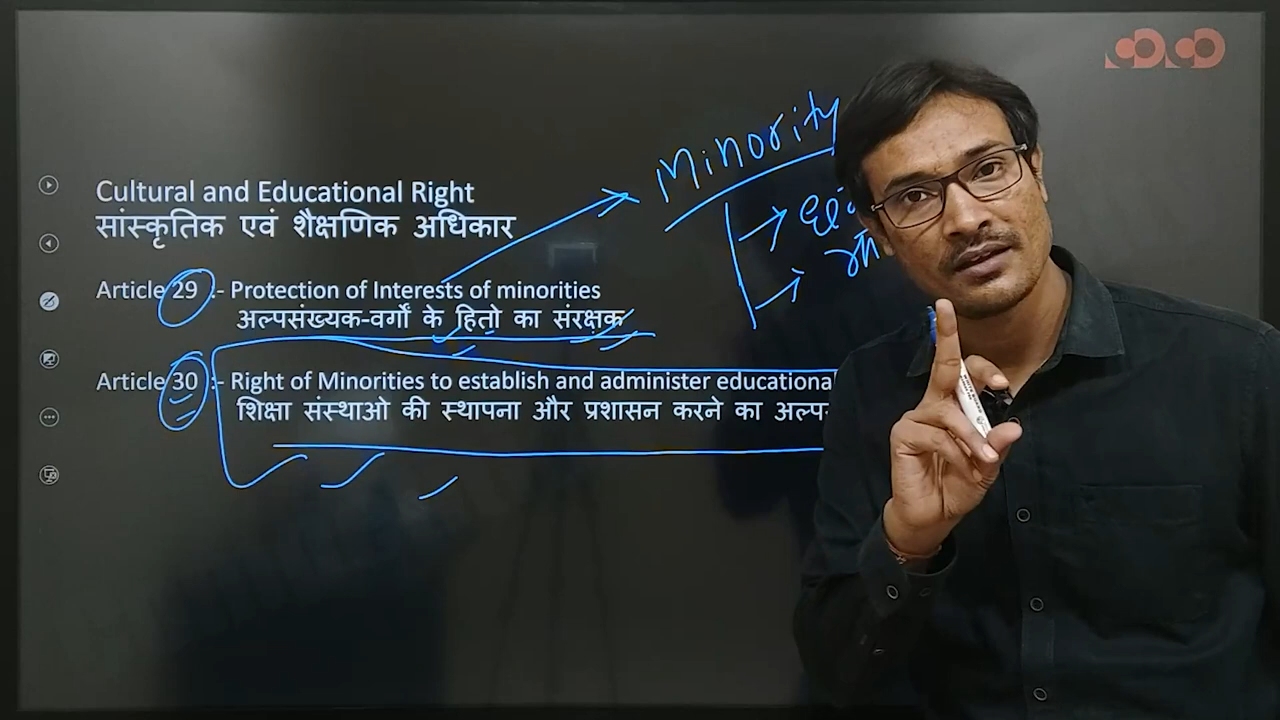 Minority
Cultural and Educational Right
सांस्कृतिक एवं शैक्षणिक अधिकार
Article 29 :- Protection of Interests of minorities
अल्पसंख्यक-वर्गों के हितो का संरक्षक
Article 30 :- Right of Minorities to establish and administer educational
शिक्षा संस्थाओ की स्थापना और प्रशासन करने का